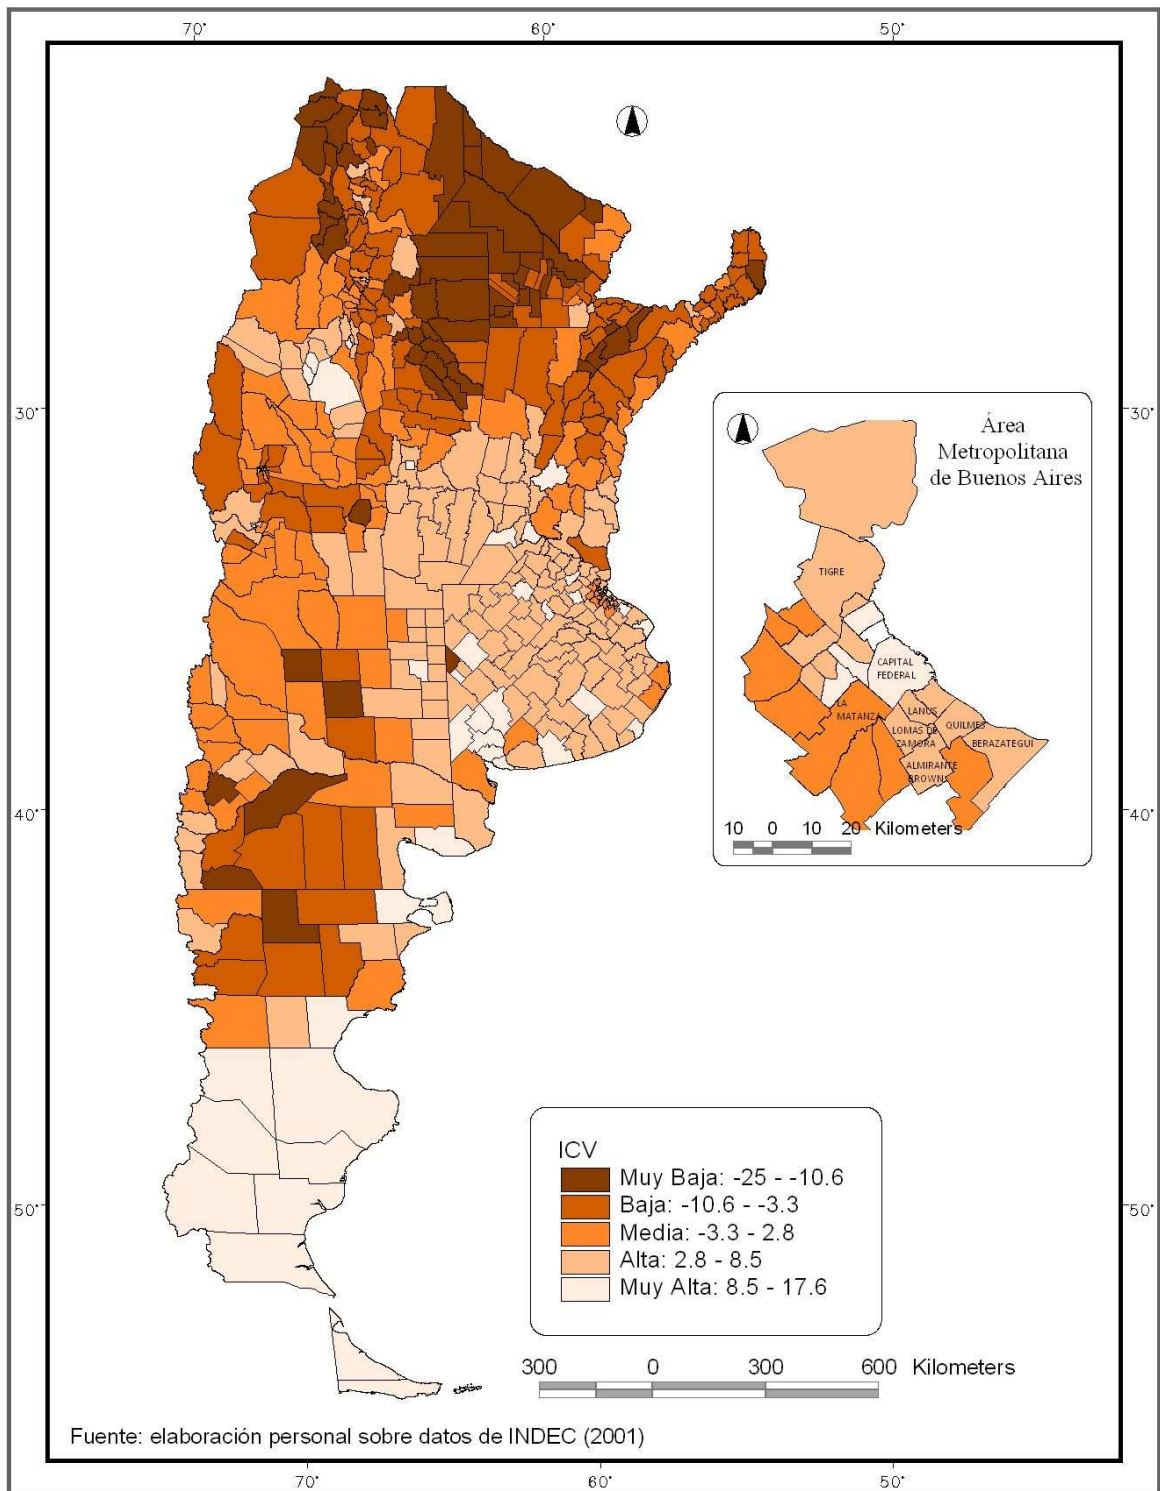 70°
60°
50°
30°
30°
40°
40°
50°
50°
Área
Metropolitana
de Buenos Aires
TIGRE
CAPITAL
FEDERAL
LA
MATANZA
LANUS
QUILMES
LOMAS DE
ZAMORA
BERAZATEGUI
ALMIRANTE
BROWN
10 0 10 20 Kilometers
ICV
Muy Baja: -25 - -10.6
Baja: -10.6 - -3.3
Media: -3.3 - 2.8
Alta: 2.8 - 8.5
Muy Alta: 8.5 - 17.6
300 0 300 600 Kilometers
Fuente: elaboración personal sobre datos de INDEC (2001)
70°
60°
50°